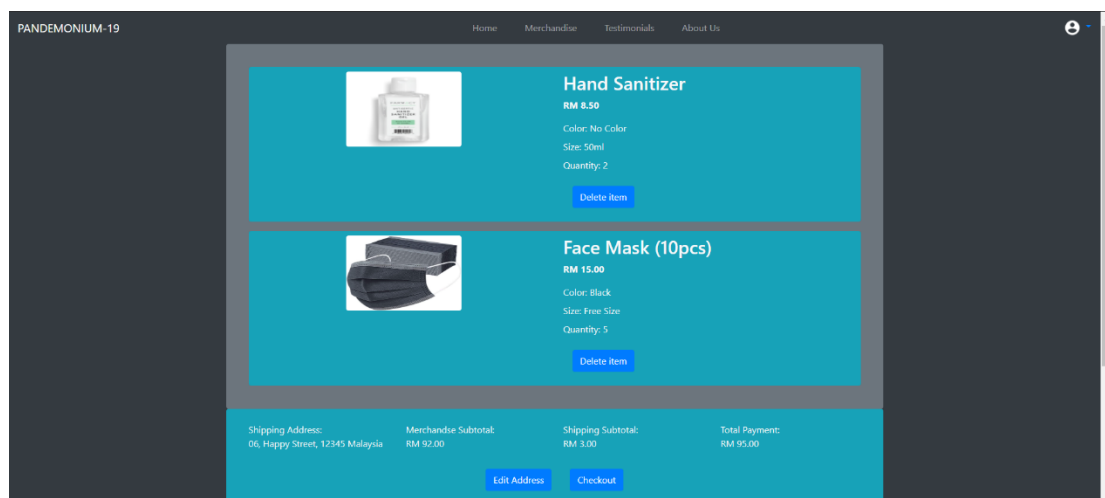 PANDEMONIUM-19
Home Merchandise Testimonials About Us
Hand Sanitizer
RM 8.50
Color: No Color
Size: 50ml
Quantity: 2
Delete item
Face Mask (10pcs)
RM 15.00
Color: Black
Size: Free Size
Quantity: 5
Delete item
Shipping Address: Merchandse Subtotal: Shipping Subtotal: Total Payment:
06, Happy Street, 12345 Malaysia RM 92.00 RM 3.00 RM 95.00
Edit Address Checkout